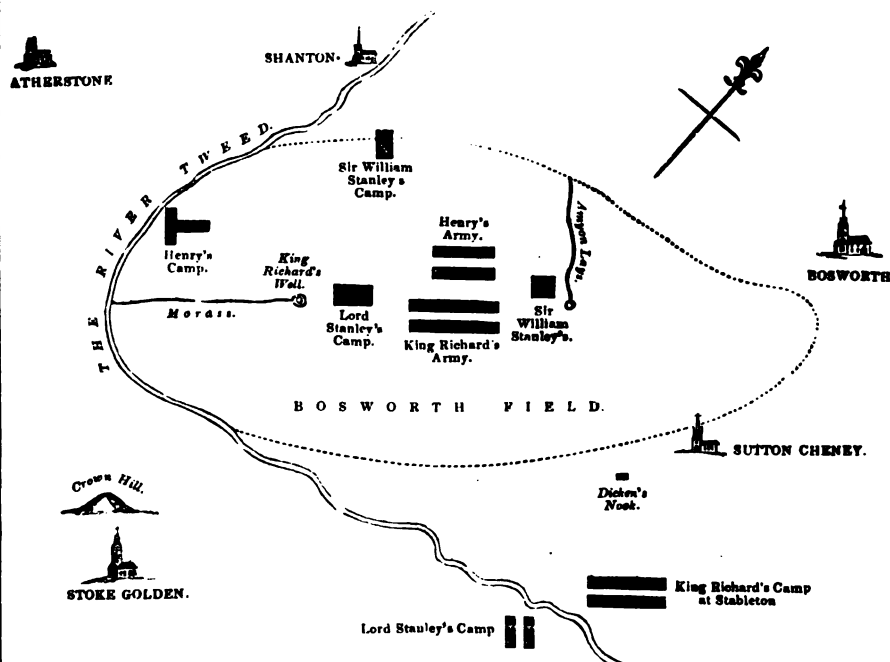 ATHERSTONE
SHANTON.
THE RIVER TWEED.
Sir William
Stanley's
Camp.
Henry's
Camp.
King
Richard's
Well.
Henry's
Army.
Amyon Lays.
BOSWORTH
Morass.
Lord
Stanley's
Camp.
King Richard's
Army.
Sir
William
Stanley's.
BOSWORTH FIELD.
SUTTON CHENEY.
Crown Hill.
Dicken's
Nook.
STOKE GOLDEN.
King Richard's Camp
at Stableton
Lord Stanley's Camp